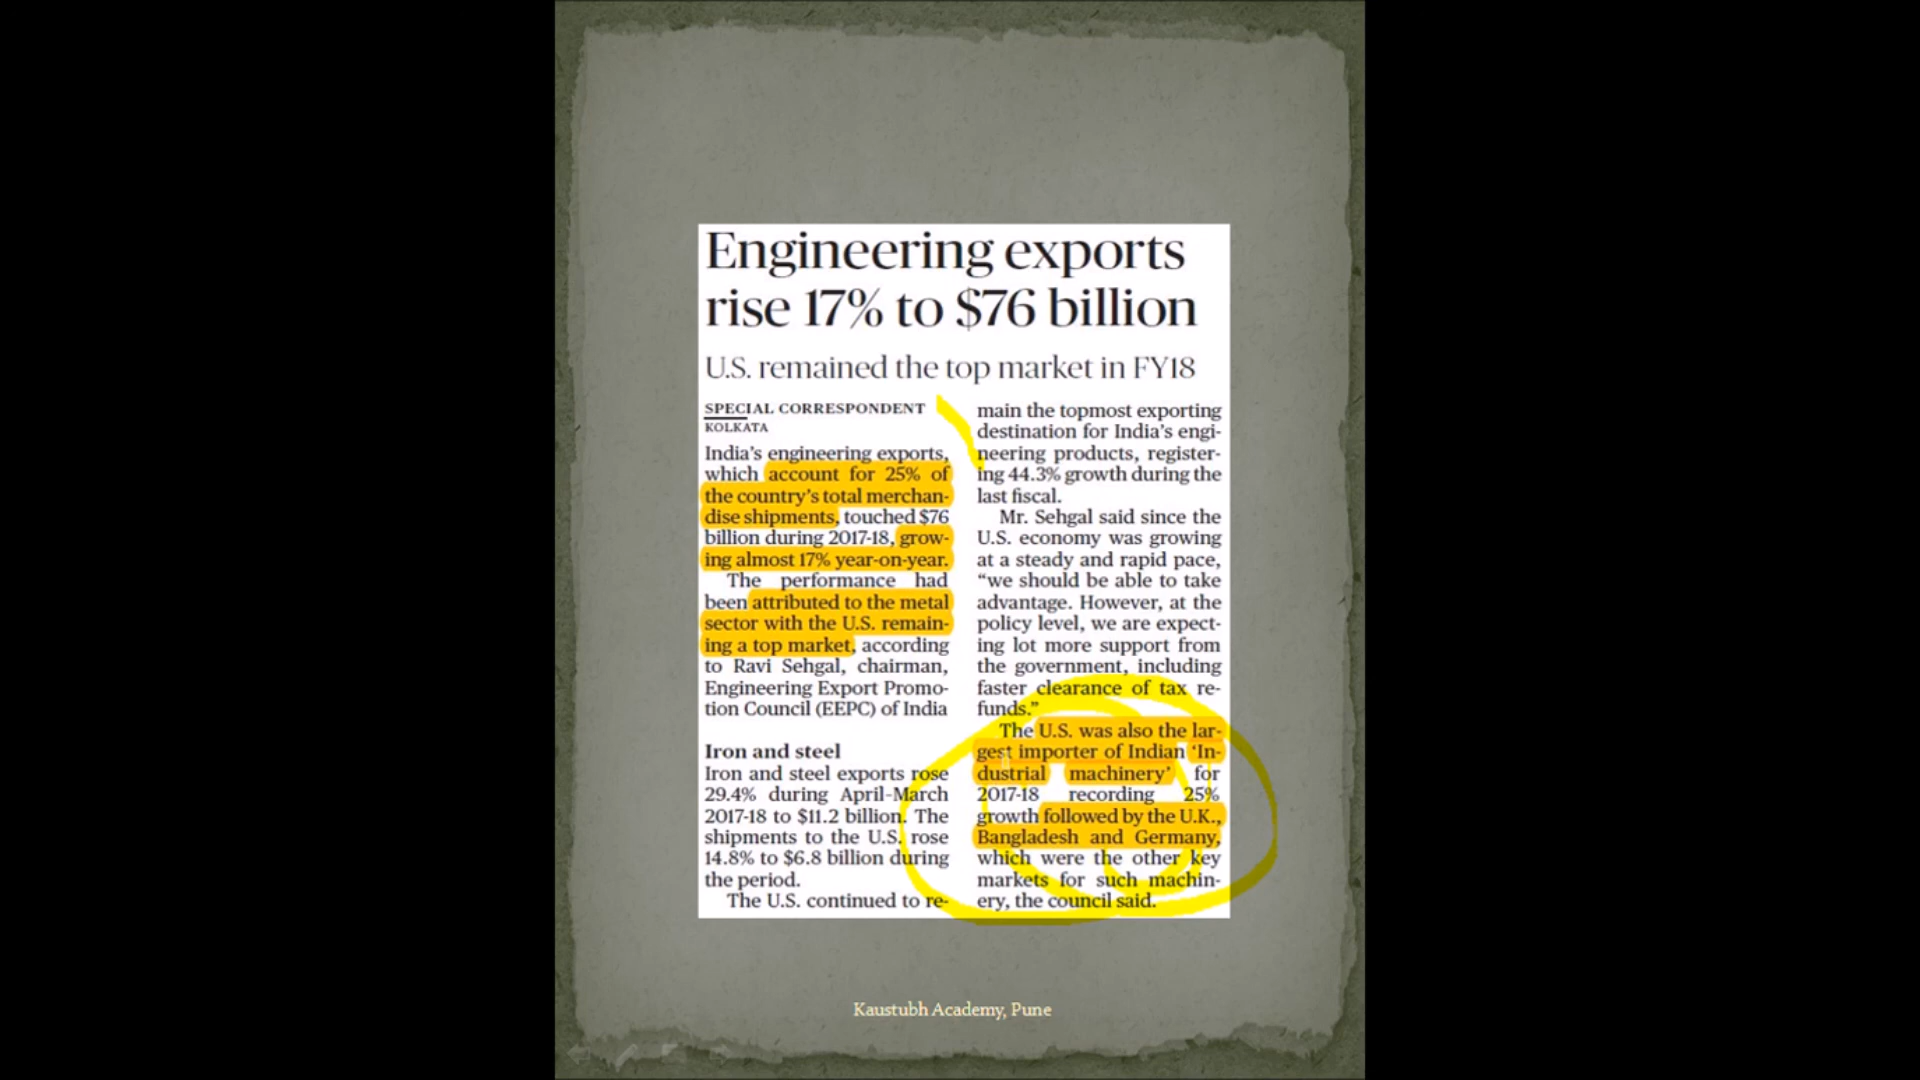 Engineering exports
rise 17% to $76 billion
U.S. remained the top market in FY18
SPECIAL CORRESPONDENT
KOLKATA
India's engineering exports,
which account for 25% of
the country's total merchan-
dise shipments, touched $76
billion during 2017-18, grow-
ing almost 17% year-on-year.
The performance had
been attributed to the metal
sector with the U.S. remain-
ing a top market, according
to Ravi Sehgal, chairman,
Engineering Export Promo-
tion Council (EEPC) of India
Iron and steel
Iron and steel exports rose
29.4% during April-March
2017-18 to $11.2 billion. The
shipments to the U.S. rose
14.8% to $6.8 billion during
the period.
The U.S. continued to re-
main the topmost exporting
destination for India's engi-
neering products, register-
ing 44.3% growth during the
last fiscal.
Mr. Sehgal said since the
U.S. economy was growing
at a steady and rapid pace,
“we should be able to take
advantage. However, at the
policy level, we are expect-
ing lot more support from
the government, including
faster clearance of tax re-
funds.”
The U.S. was also the lar-
gest importer of Indian ‘In-
dustrial machinery’ for
2017-18 recording 25%
growth followed by the U.K.,
Bangladesh and Germany,
which were the other key
markets for such machin-
ery, the council said.
Kaustubh Academy, Pune